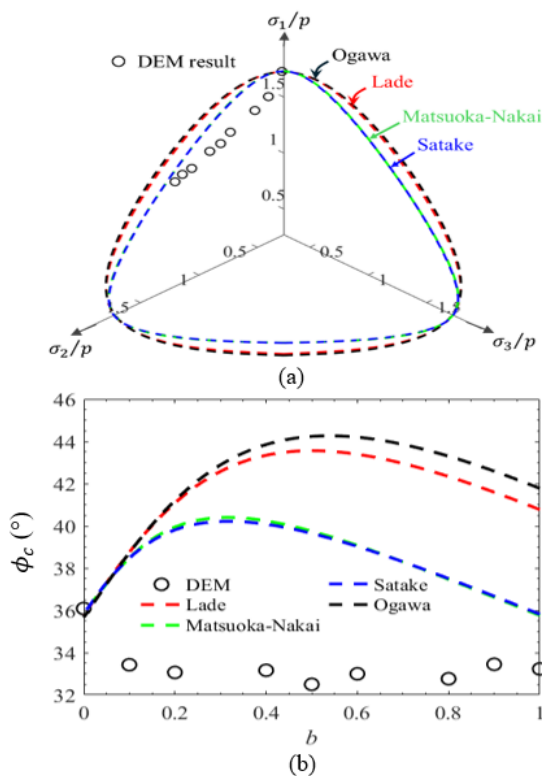 σ₁/p
○ DEM result
Ogawa
Lade
Matsuoka-Nakai
Satake
1.5
1
0.5
0.5 0.5
1 1
.5 1.
σ₂/p σ₃/p
(a)
46
44
42
40
38
36
34
32
ϕc (°)
DEM Satake
Lade Ogawa
Matsuoka-Nakai
0 0.2 0.4 0.6 0.8 1
b
(b)